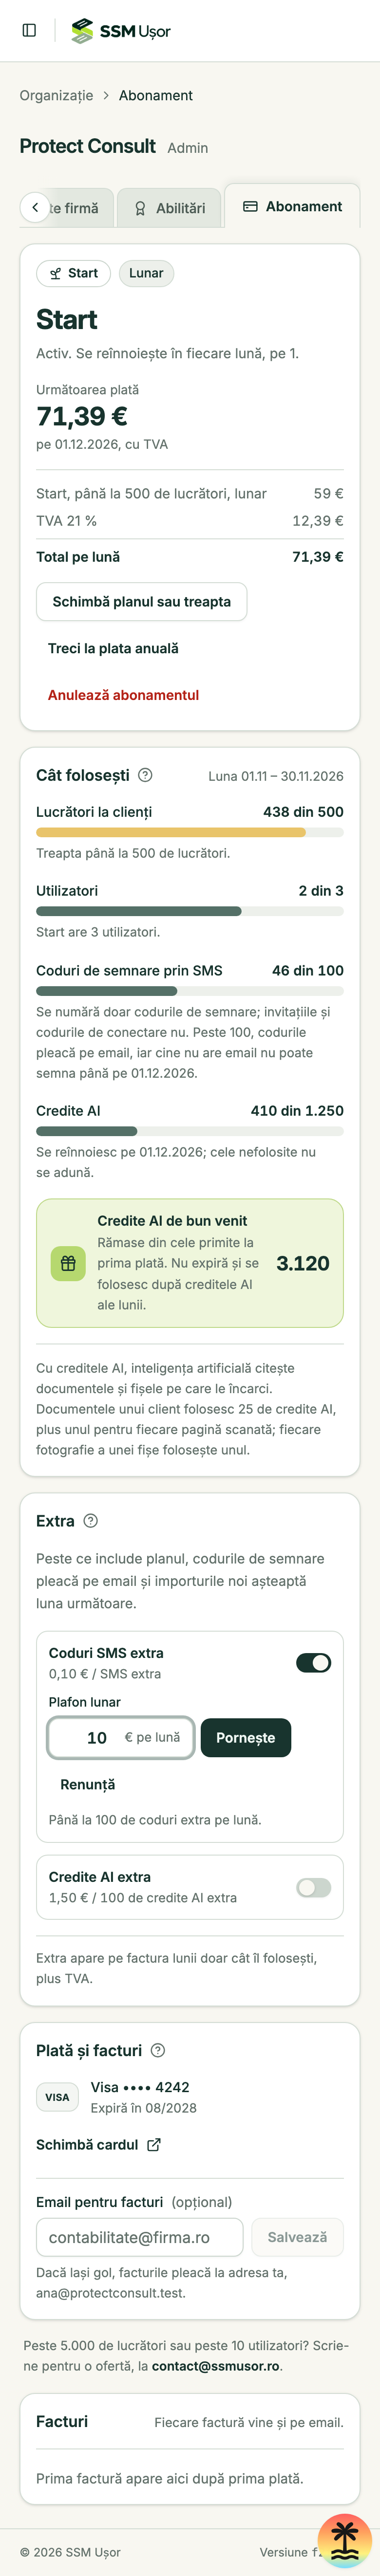 SSM Ușor
Organizație > Abonament
Protect Consult Admin
firmă
Abilitări
Abonament
Start
Lunar
Start
Activ. Se reînnoiește în fiecare lună, pe 1.
Următoarea plată
71,39 €
pe 01.12.2026, cu TVA
Start, până la 500 de lucrători, lunar 59 €
TVA 21 % 12,39 €
Total pe lună 71,39 €
Schimbă planul sau treapta
Treci la plata anuală
Anulează abonamentul
Cât folosești Luna 01.11 – 30.11.2026
Lucrători la clienți 438 din 500
Treapta până la 500 de lucrători.
Utilizatori 2 din 3
Start are 3 utilizatori.
Coduri de semnare prin SMS 46 din 100
Se numără doar codurile de semnare; invitațiile și
codurile de conectare nu. Peste 100, codurile
pleacă pe email, iar cine nu are email nu poate
semna până pe 01.12.2026.
Credite AI 410 din 1.250
Se reînnoiesc pe 01.12.2026; cele nefolosite nu
se adună.
Credite AI de bun venit
Rămase din cele primite la
prima plată. Nu expiră și se
folosesc după creditele AI
ale lunii.
3.120
Cu creditele AI, inteligența artificială citește
documentele și fișele pe care le încarci.
Documentele unui client folosesc 25 de credite AI,
plus unul pentru fiecare pagină scanată; fiecare
fotografie a unei fișe folosește unul.
Extra
Peste ce include planul, codurile de semnare
pleacă pe email și importurile noi așteaptă
luna următoare.
Coduri SMS extra
0,10 € / SMS extra
Plafon lunar
10 € pe lună
Pornește
Renunță
Până la 100 de coduri extra pe lună.
Credite AI extra
1,50 € / 100 de credite AI extra
Extra apare pe factura lunii doar cât îl folosești,
plus TVA.
Plată și facturi
VISA
Visa •••• 4242
Expiră în 08/2028
Schimbă cardul
Email pentru facturi (opțional)
contabilitate@firma.ro
Salvează
Dacă lași gol, facturile pleacă la adresa ta,
ana@protectconsult.test.
Peste 5.000 de lucrători sau peste 10 utilizatori? Scrie-
ne pentru o ofertă, la contact@ssmusor.ro.
Facturi Fiecare factură vine și pe email.
Prima factură apare aici după prima plată.
© 2026 SSM Ușor Versiune